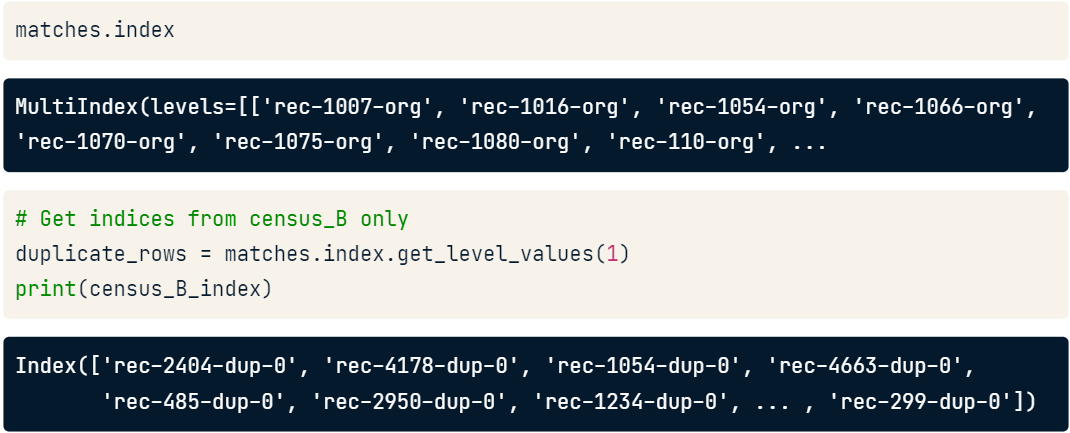 matches.index
MultiIndex(levels=[['rec-1007-org', 'rec-1016-org', 'rec-1054-org', 'rec-1066-org',
'rec-1070-org', 'rec-1075-org', 'rec-1080-org', 'rec-110-org', ...
# Get indices from census_B only
duplicate_rows = matches.index.get_level_values(1)
print(census_B_index)
Index(['rec-2404-dup-0', 'rec-4178-dup-0', 'rec-1054-dup-0', 'rec-4663-dup-0',
'rec-485-dup-0', 'rec-2950-dup-0', 'rec-1234-dup-0', ... , 'rec-299-dup-0'])